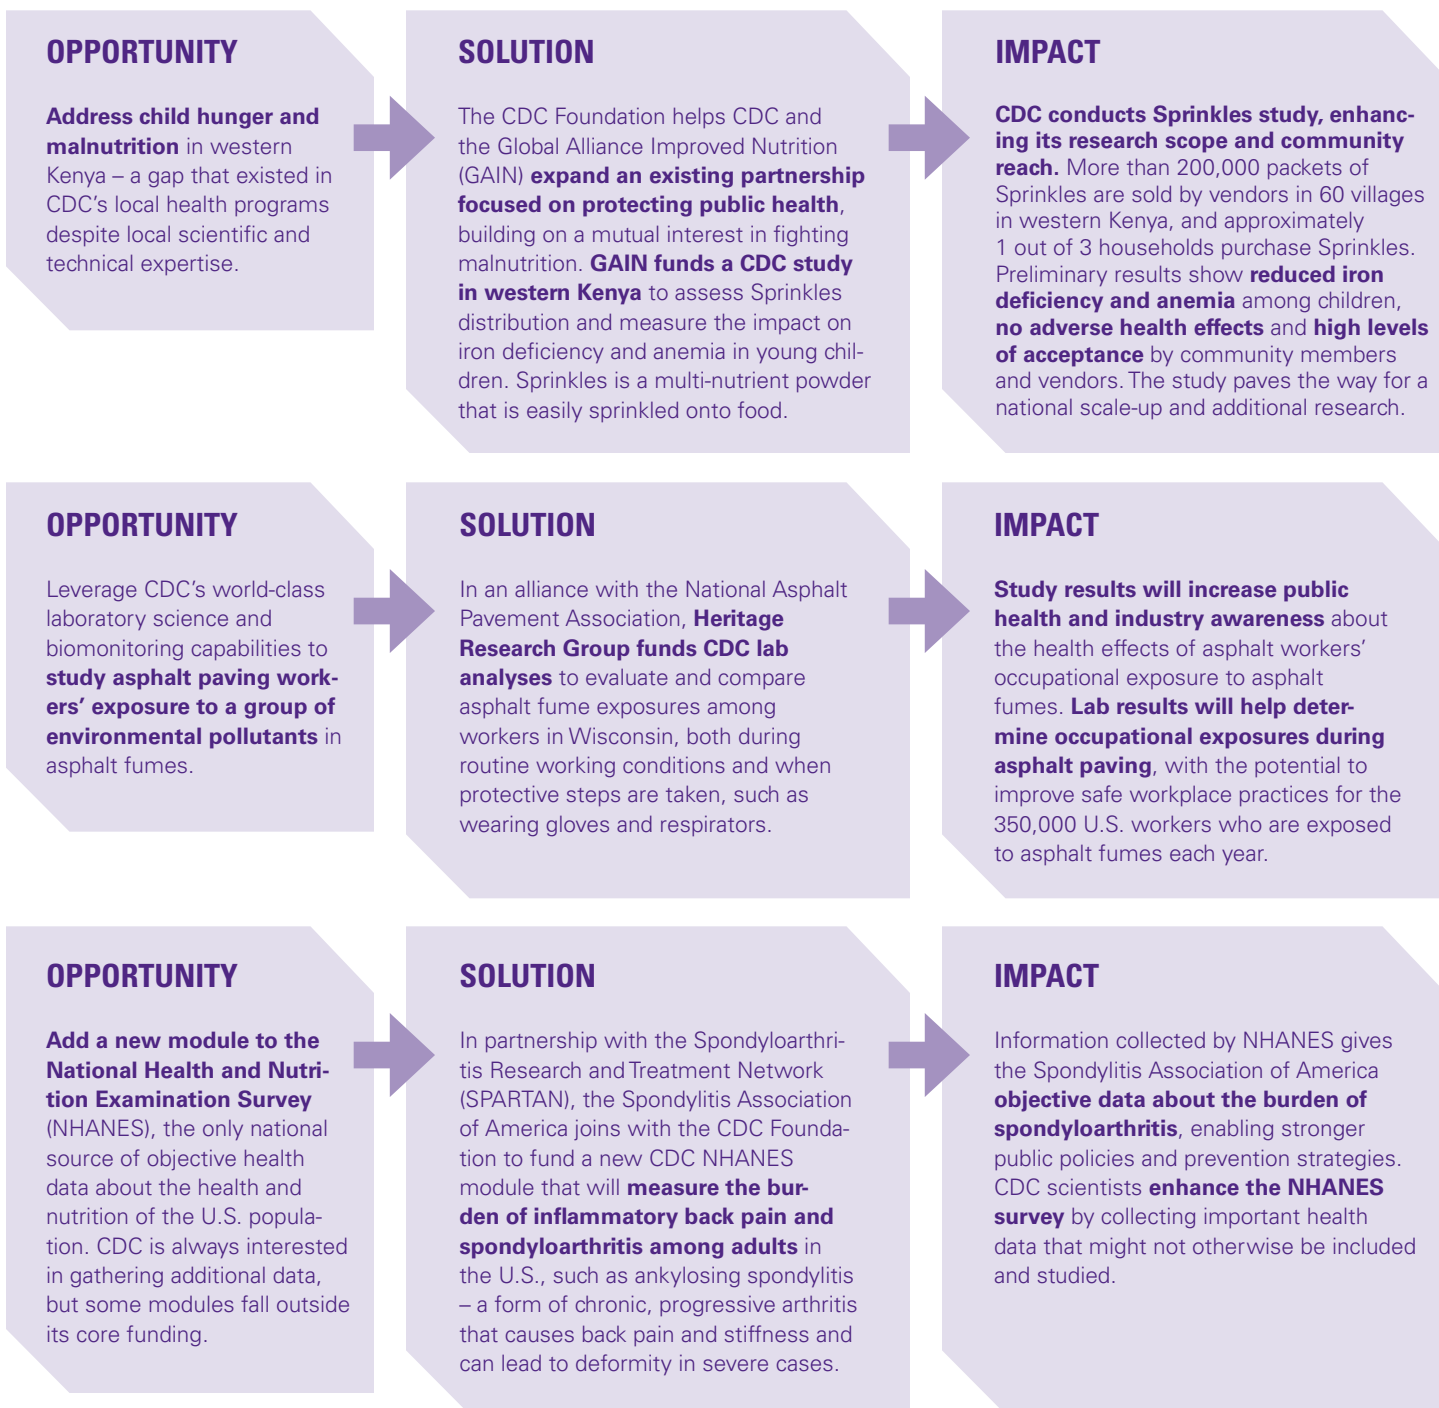 OPPORTUNITY
Address child hunger and
malnutrition in western
Kenya – a gap that existed in
CDC's local health programs
despite local scientific and
technical expertise.
SOLUTION
The CDC Foundation helps CDC and
the Global Alliance Improved Nutrition
(GAIN) expand an existing partnership
focused on protecting public health,
building on a mutual interest in fighting
malnutrition. GAIN funds a CDC study
in western Kenya to assess Sprinkles
distribution and measure the impact on
iron deficiency and anemia in young chil-
dren. Sprinkles is a multi-nutrient powder
that is easily sprinkled onto food.
IMPACT
CDC conducts Sprinkles study, enhanc-
ing its research scope and community
reach. More than 200,000 packets of
Sprinkles are sold by vendors in 60 villages
in western Kenya, and approximately
1 out of 3 households purchase Sprinkles.
Preliminary results show reduced iron
deficiency and anemia among children,
no adverse health effects and high levels
of acceptance by community members
and vendors. The study paves the way for a
national scale-up and additional research.
OPPORTUNITY
Leverage CDC's world-class
laboratory science and
biomonitoring capabilities to
study asphalt paving work-
ers' exposure to a group of
environmental pollutants in
asphalt fumes.
SOLUTION
In an alliance with the National Asphalt
Pavement Association, Heritage
Research Group funds CDC lab
analyses to evaluate and compare
asphalt fume exposures among
workers in Wisconsin, both during
routine working conditions and when
protective steps are taken, such as
wearing gloves and respirators.
IMPACT
Study results will increase public
health and industry awareness about
the health effects of asphalt workers'
occupational exposure to asphalt
fumes. Lab results will help deter-
mine occupational exposures during
asphalt paving, with the potential to
improve safe workplace practices for the
350,000 U.S. workers who are exposed
to asphalt fumes each year.
OPPORTUNITY
Add a new module to the
National Health and Nutri-
tion Examination Survey
(NHANES), the only national
source of objective health
data about the health and
nutrition of the U.S. popula-
tion. CDC is always interested
in gathering additional data,
but some modules fall outside
its core funding.
SOLUTION
In partnership with the Spondyloarthri-
tis Research and Treatment Network
(SPARTAN), the Spondylitis Association
of America joins with the CDC Founda-
tion to fund a new CDC NHANES
module that will measure the bur-
den of inflammatory back pain and
spondyloarthritis among adults in
the U.S., such as ankylosing spondylitis
– a form of chronic, progressive arthritis
that causes back pain and stiffness and
can lead to deformity in severe cases.
IMPACT
Information collected by NHANES gives
the Spondylitis Association of America
objective data about the burden of
spondyloarthritis, enabling stronger
public policies and prevention strategies.
CDC scientists enhance the NHANES
survey by collecting important health
data that might not otherwise be included
and studied.